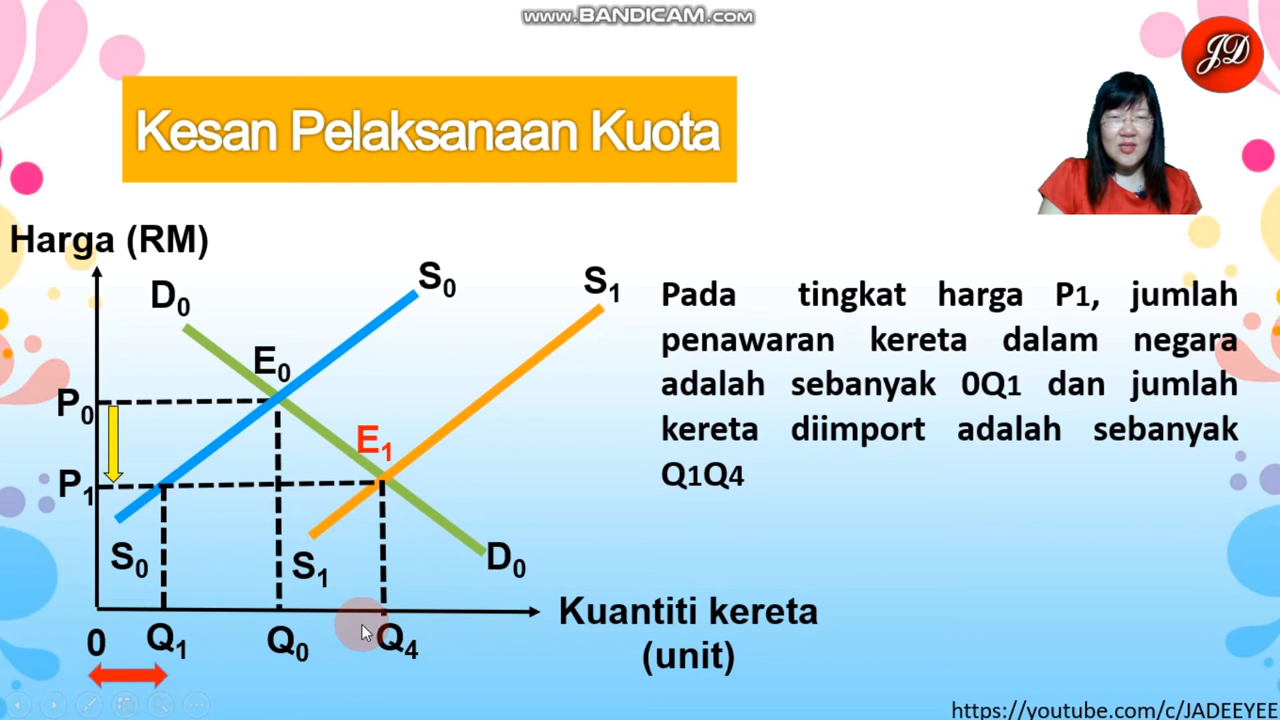 www.BANDICAM.com
JD
Kesan Pelaksanaan Kuota
Harga (RM)
D0
S0
S1
E0
P0
E1
P1
S0
S1
D0
0
Q1
Q0
Q4
Kuantiti kereta
(unit)
Pada tingkat harga P1, jumlah
penawaran kereta dalam negara
adalah sebanyak 0Q1 dan jumlah
kereta diimport adalah sebanyak
Q1Q4
https://youtube.com/c/JADEEYEE